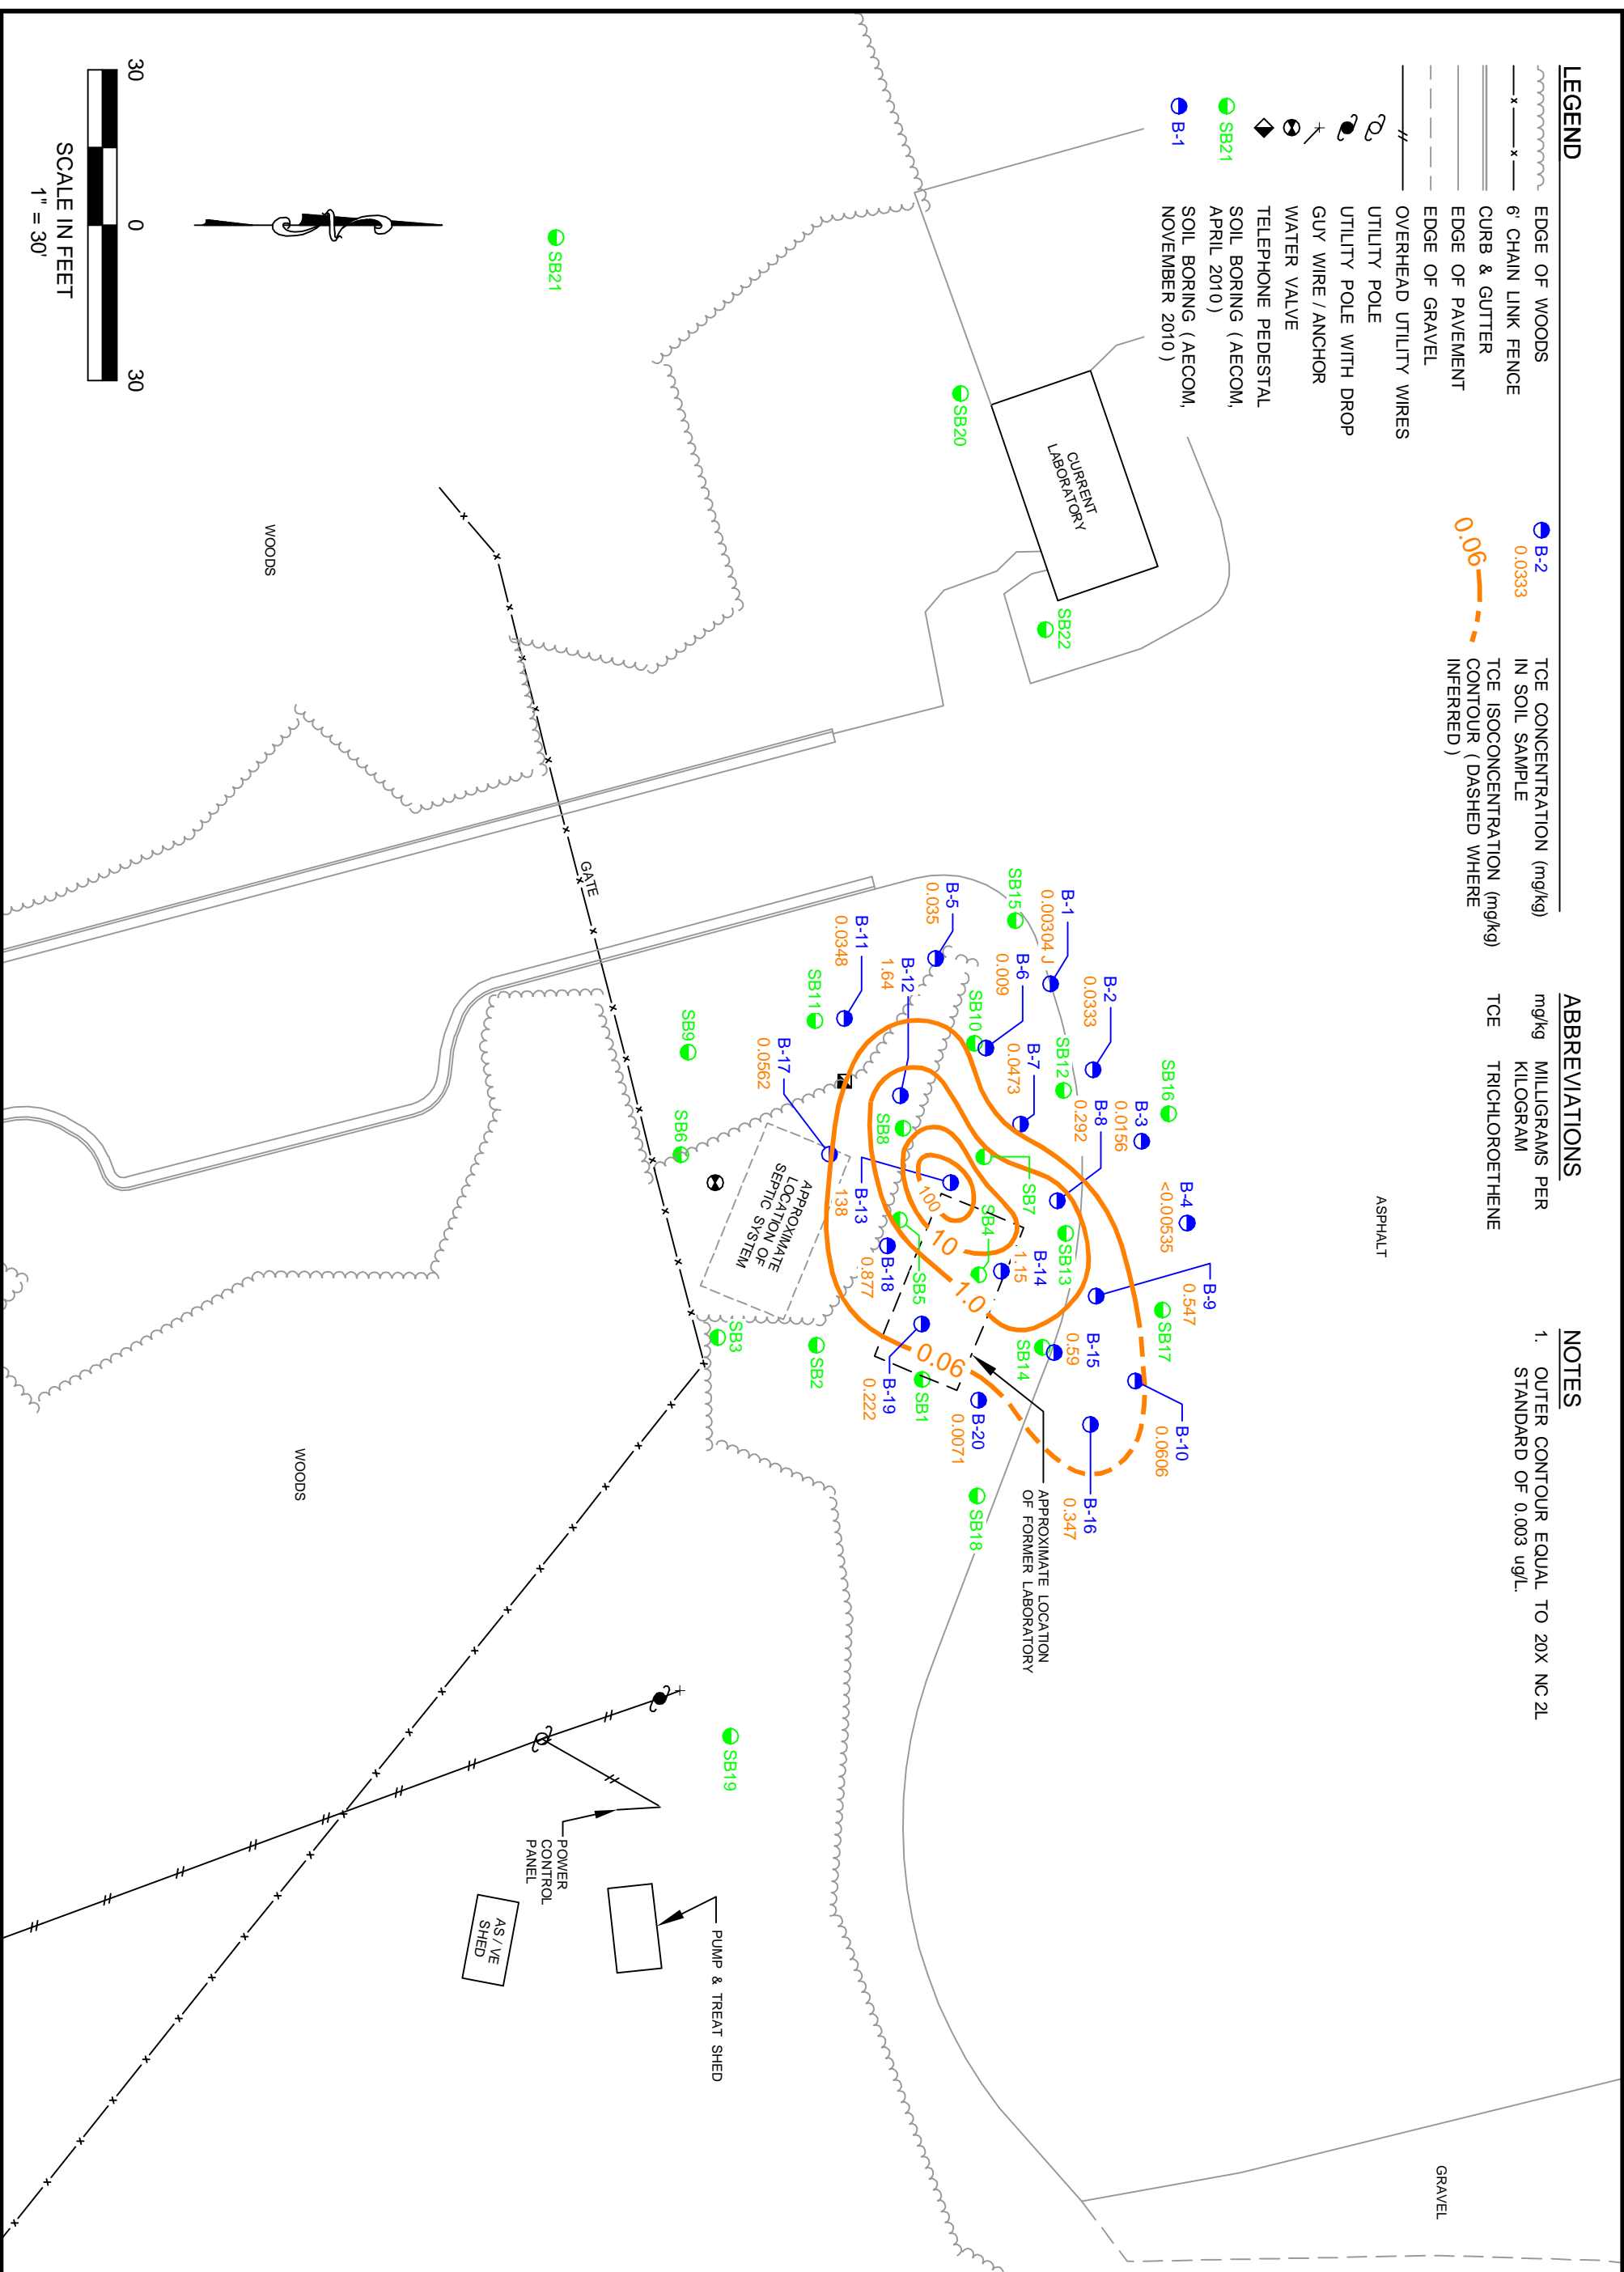 LEGEND
EDGE OF WOODS
6' CHAIN LINK FENCE
CURB & GUTTER
EDGE OF PAVEMENT
EDGE OF GRAVEL
OVERHEAD UTILITY WIRES
UTILITY POLE
UTILITY POLE WITH DROP
GUY WIRE / ANCHOR
WATER VALVE
TELEPHONE PEDESTAL
SB21
SOIL BORING ( AECOM,
APRIL 2010 )
B-1
SOIL BORING ( AECOM,
NOVEMBER 2010 )
B-2
0.0333
TCE CONCENTRATION (mg/kg)
IN SOIL SAMPLE
0.06
TCE ISOCONCENTRATION (mg/kg)
CONTOUR ( DASHED WHERE
INFERRED )
ABBREVIATIONS
mg/kg MILLIGRAMS PER
KILOGRAM
TCE TRICHLOROETHENE
NOTES
1. OUTER CONTOUR EQUAL TO 20X NC 2L
STANDARD OF 0.003 ug/L.
ASPHALT
GRAVEL
CURRENT
LABORATORY
SB22
SB20
SB21
SB16
B-3
0.0156
B-4
<0.00535
B-9
0.547
SB17
B-10
0.0606
B-2
0.0333
B-8
0.292
SB12
B-1
0.00304 J
SB15
B-6
0.009
B-7
0.0473
SB10
SB7
SB13
B-14
1.15
B-15
0.59
SB14
B-16
0.347
APPROXIMATE LOCATION
OF FORMER LABORATORY
B-5
0.035
B-12
1.64
SB8
SB4
100
10
1.0
0.06
SB5
B-20
0.0071
SB18
SB1
B-11
0.0348
SB11
B-13
138
B-18
0.877
B-19
0.222
B-17
0.0562
SB9
SB6
APPROXIMATE
LOCATION OF
SEPTIC SYSTEM
SB2
SB3
GATE
SB19
PUMP & TREAT SHED
POWER
CONTROL
PANEL
AS / VE
SHED
WOODS
WOODS
30 0 30
SCALE IN FEET
1" = 30'